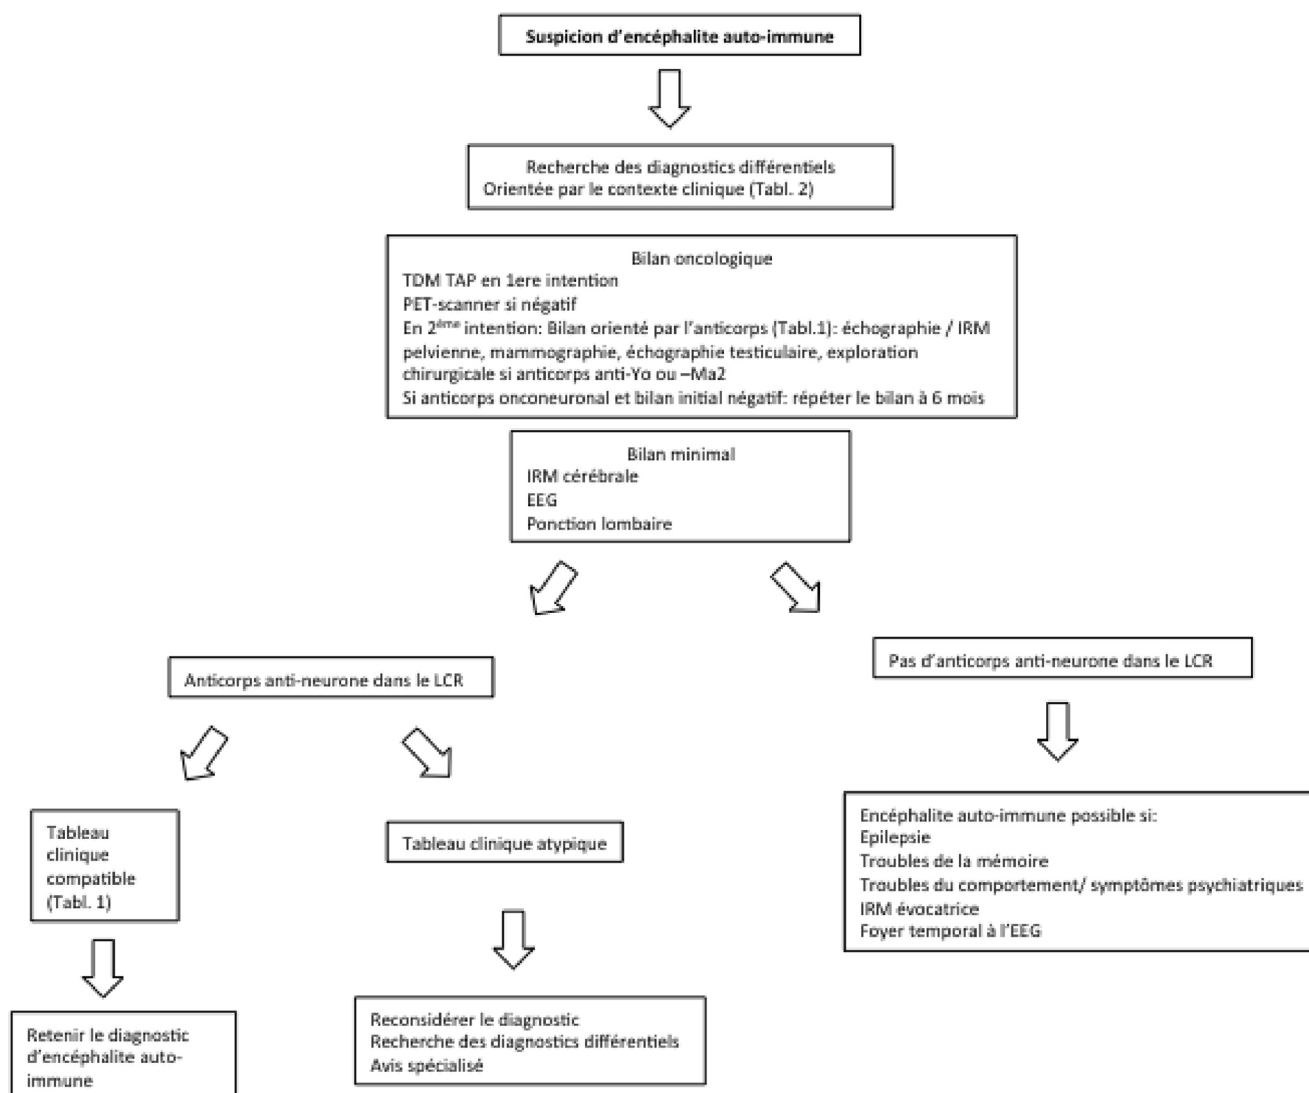 Suspicion d'encéphalite auto-immune
Recherche des diagnostics différentiels
Orientée par le contexte clinique (Tabl. 2)
Bilan oncologique
TDM TAP en 1ere intention
PET-scanner si négatif
En 2ème intention: Bilan orienté par l'anticorps (Tabl.1): échographie / IRM
pelvienne, mammographie, échographie testiculaire, exploration
chirurgicale si anticorps anti-Yo ou –Ma2
Si anticorps onconeuronal et bilan initial négatif: répéter le bilan à 6 mois
Bilan minimal
IRM cérébrale
EEG
Ponction lombaire
Anticorps anti-neurone dans le LCR
Pas d'anticorps anti-neurone dans le LCR
Tableau
clinique
compatible
(Tabl. 1)
Tableau clinique atypique
Encéphalite auto-immune possible si:
Epilepsie
Troubles de la mémoire
Troubles du comportement/ symptômes psychiatriques
IRM évocatrice
Foyer temporal à l'EEG
Retenir le diagnostic
d'encéphalite auto-
immune
Reconsidérer le diagnostic
Recherche des diagnostics différentiels
Avis spécialisé